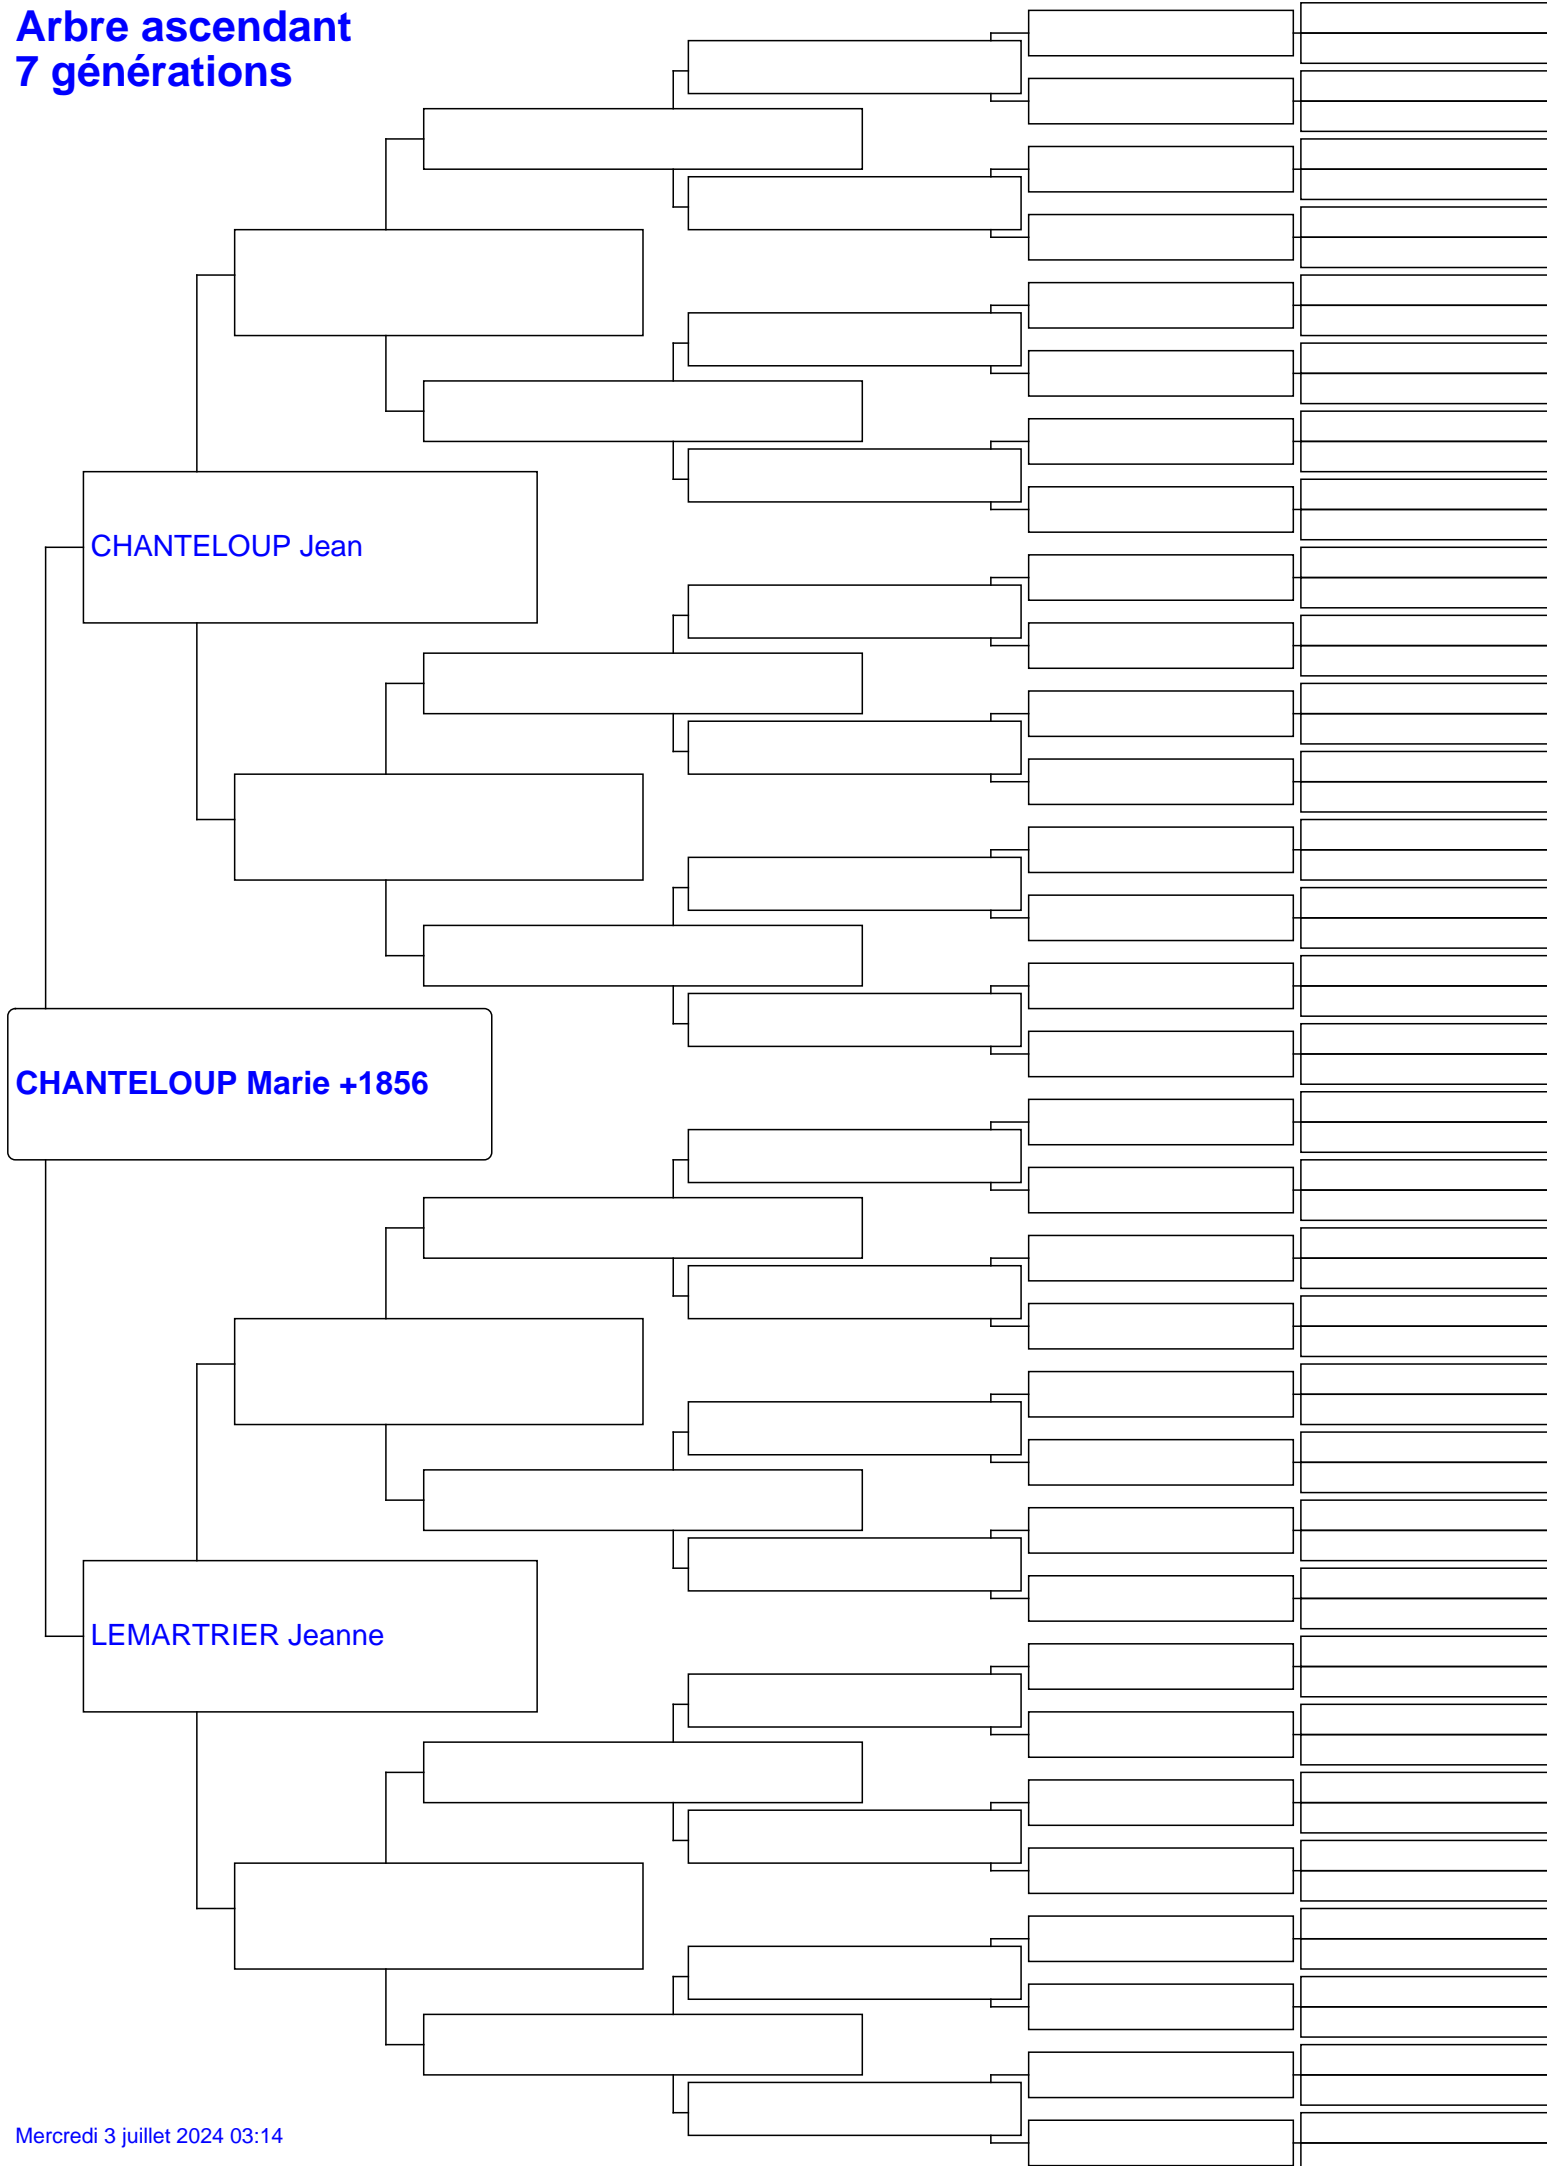 Arbre ascendant
7 générations
CHANTELOUP Jean
CHANTELOUP Marie +1856
LEMARTRIER Jeanne
Mercredi 3 juillet 2024 03:14